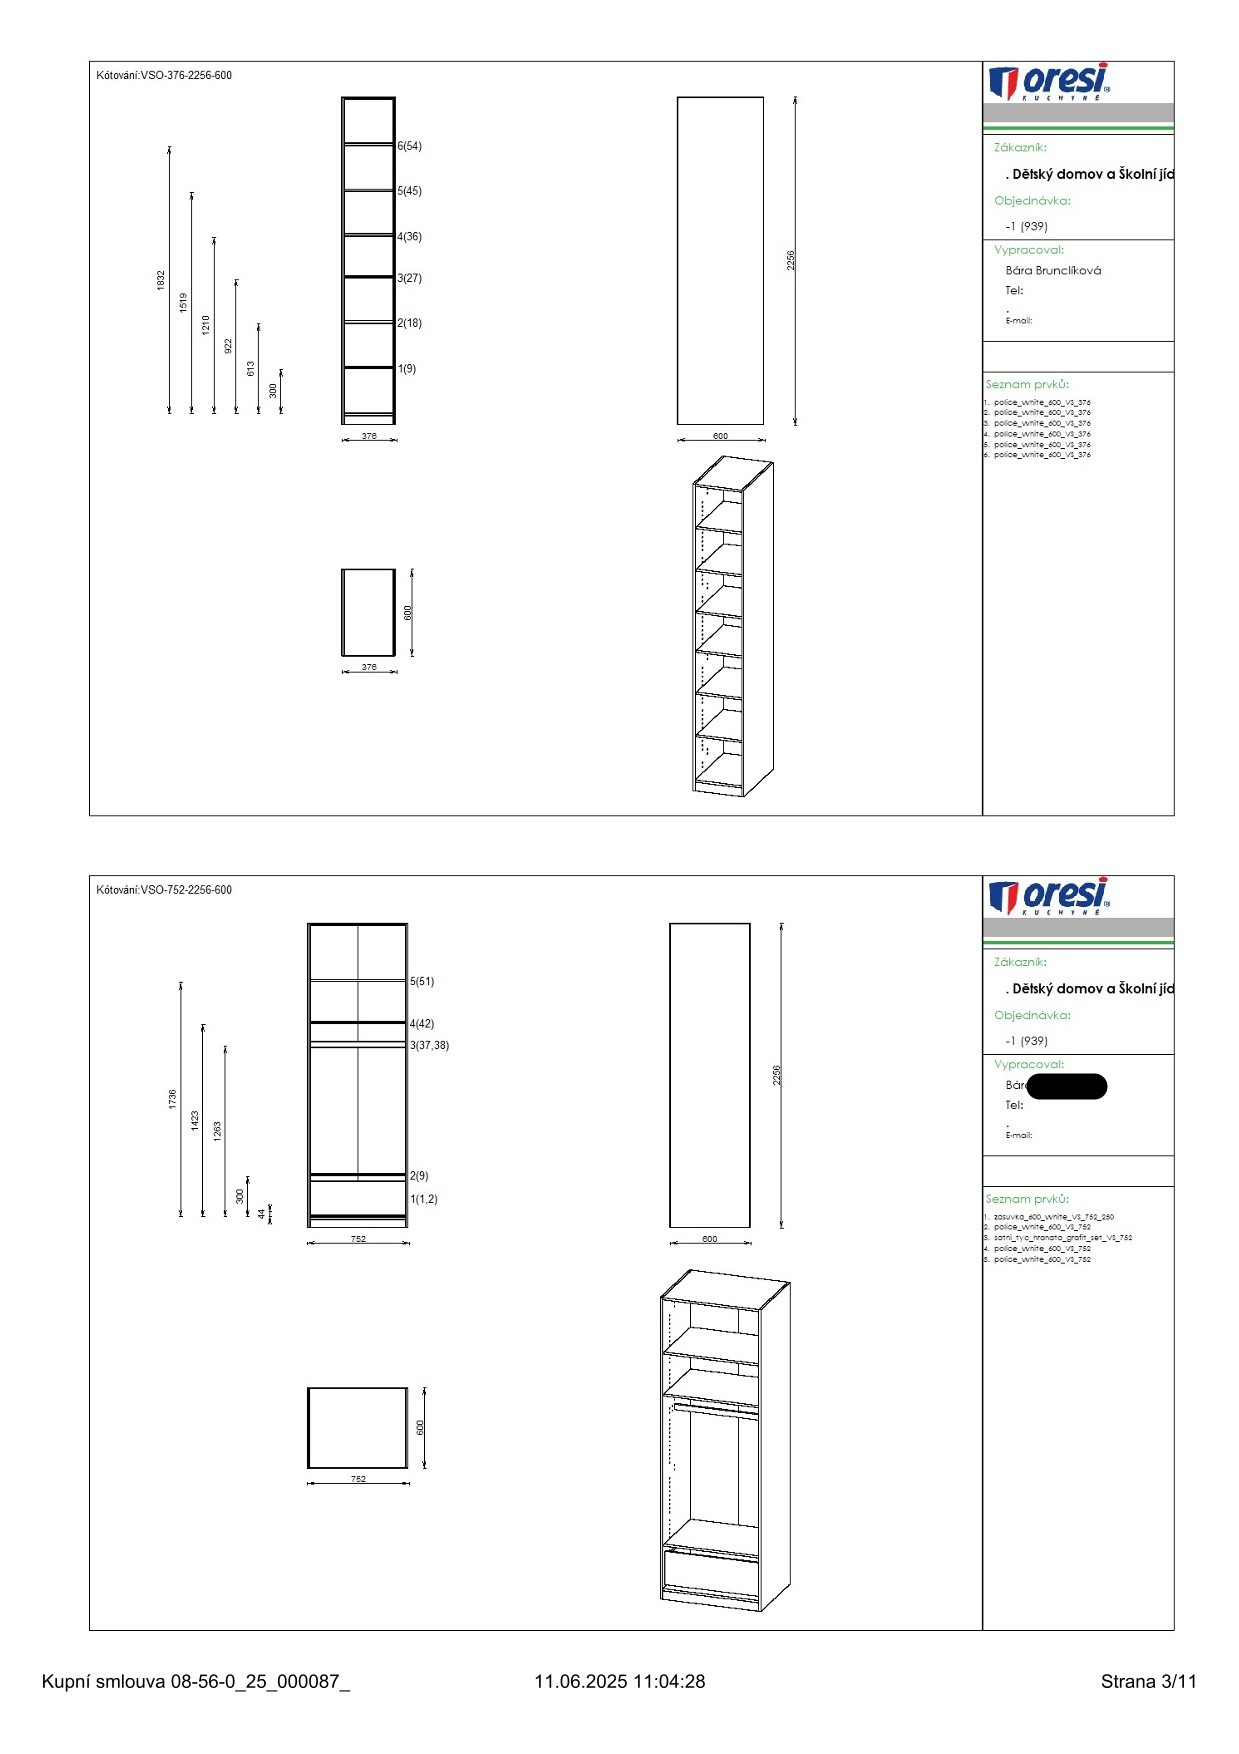 Kótování:VSO-376-2256-600
6(54)
5(45)
4(36)
3(27)
2(18)
1(9)
1832
1519
1210
922
613
300
376
2256
600
600
376
oresi®
KUCHYNĚ
Zákazník:
. Dětský domov a Školní jíd
Objednávka:
-1 (939)
Vypracoval:
Bára Brunclíková
Tel:
.
E-mail:
Seznam prvků:
1. police_White_600_VS_376
2. police_White_600_VS_376
3. police_White_600_VS_376
4. police_White_600_VS_376
5. police_White_600_VS_376
6. police_White_600_VS_376
Kótování:VSO-752-2256-600
5(51)
4(42)
3(37,38)
2(9)
1(1,2)
1736
1423
1263
300
44
752
2256
600
600
752
oresi®
KUCHYNĚ
Zákazník:
. Dětský domov a Školní jíd
Objednávka:
-1 (939)
Vypracoval:
Bár
Tel:
.
E-mail:
Seznam prvků:
1. zasuvka_600_White_VS_752_250
2. police_White_600_VS_752
3. satni_tyc_hranata_grafit_set_VS_752
4. police_White_600_VS_752
5. police_White_600_VS_752
Kupní smlouva 08-56-0_25_000087_
11.06.2025 11:04:28
Strana 3/11